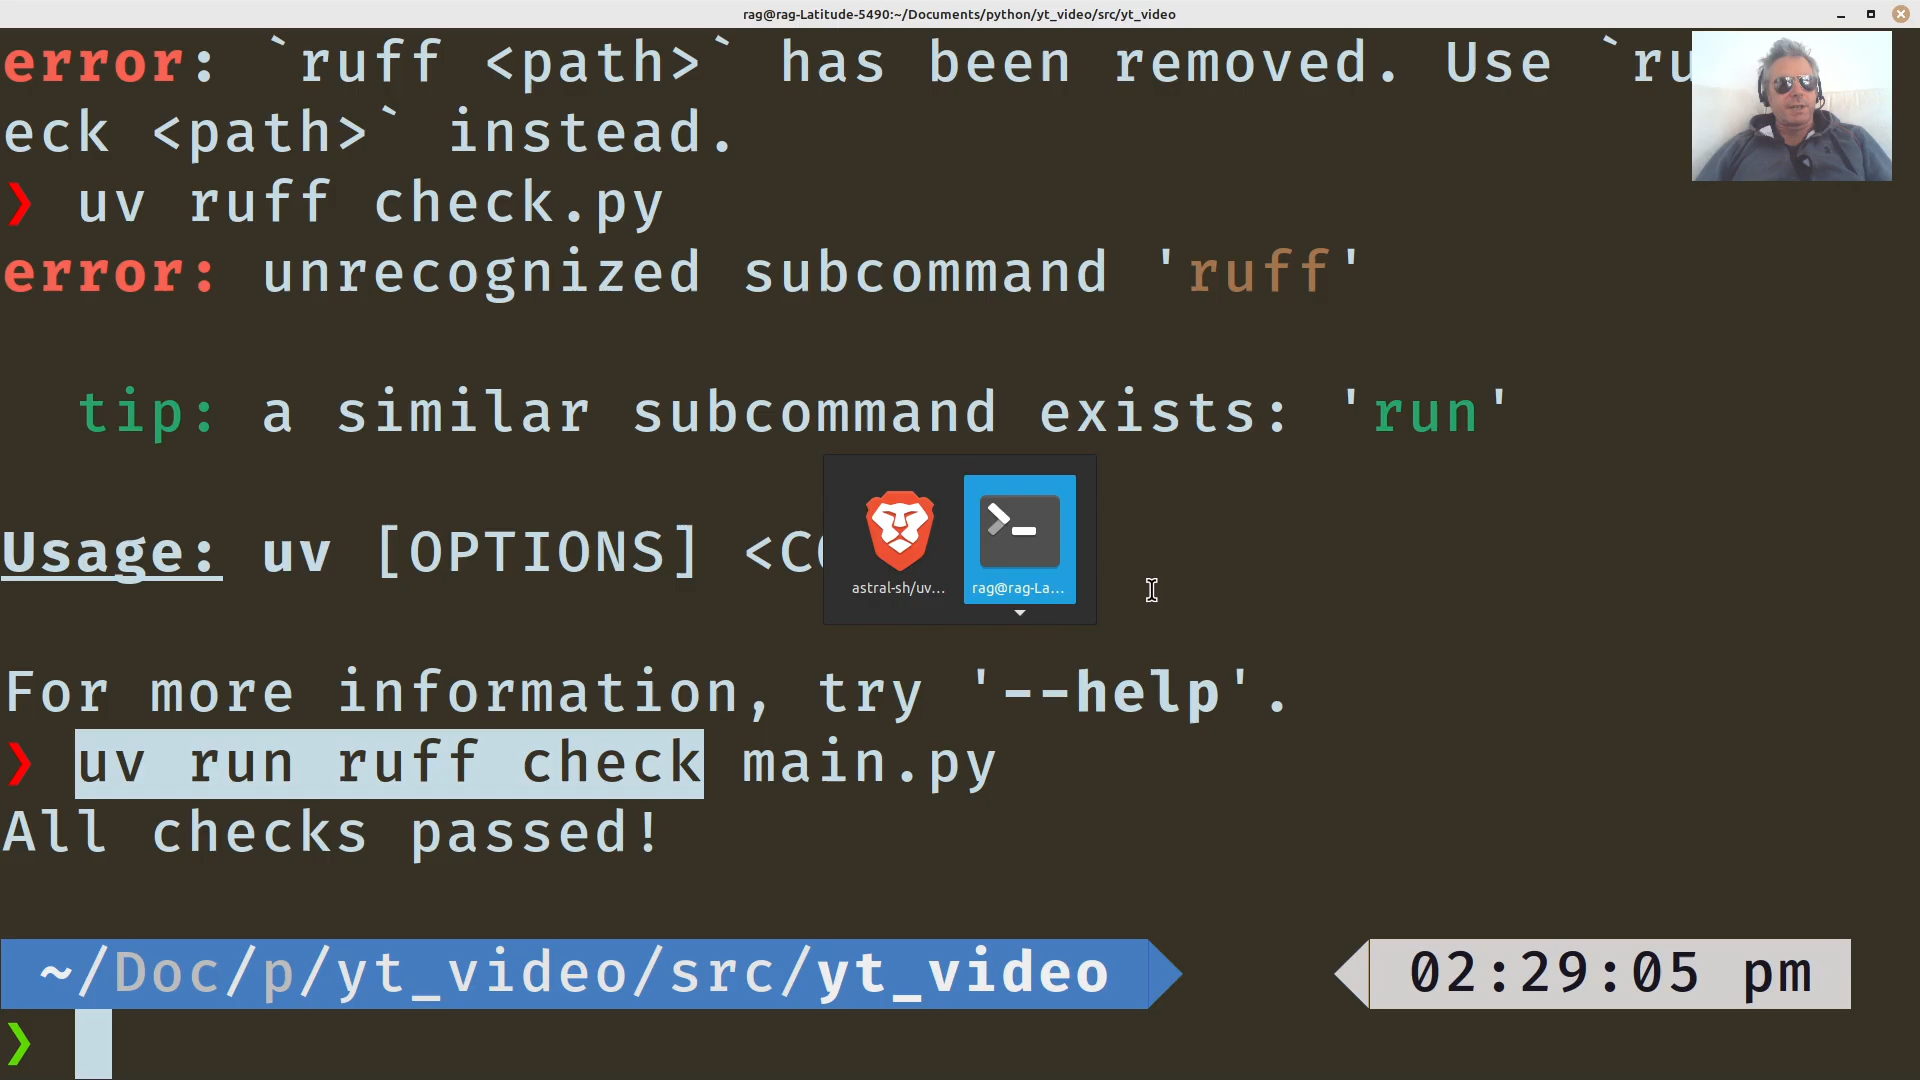 rag@rag-Latitude-5490:~/Documents/python/yt_video/src/yt_video
error: `ruff <path>` has been removed. Use `ru
eck <path>` instead.
❯ uv ruff check.py
error: unrecognized subcommand 'ruff'
tip: a similar subcommand exists: 'run'
Usage: uv [OPTIONS] <C
astral-sh/uv... rag@rag-La...
For more information, try '--help'.
❯ uv run ruff check main.py
All checks passed!
~/Doc/p/yt_video/src/yt_video 02:29:05 pm
❯